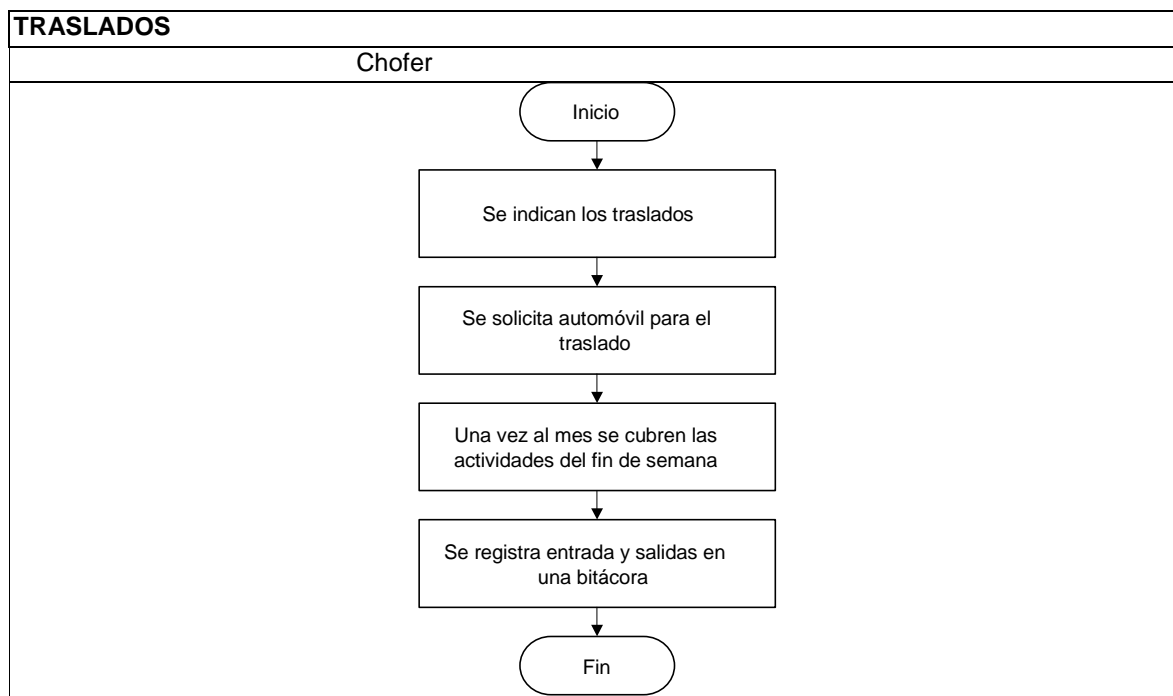 TRASLADOS
Chofer
Inicio
Se indican los traslados
Se solicita automóvil para el
traslado
Una vez al mes se cubren las
actividades del fin de semana
Se registra entrada y salidas en
una bitácora
Fin